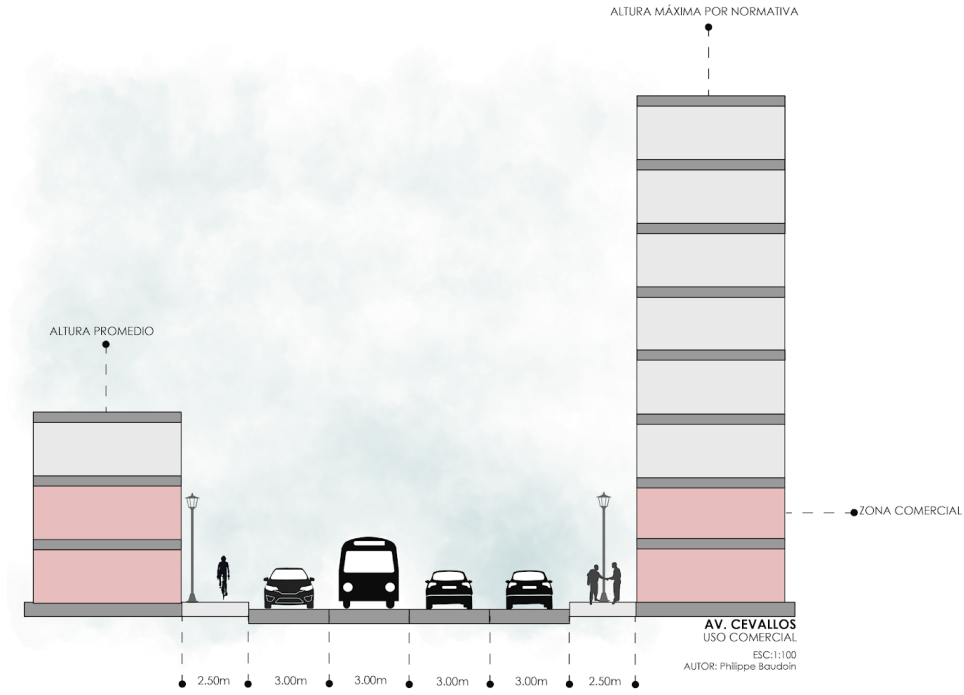 ALTURA MÁXIMA POR NORMATIVA
ALTURA PROMEDIO
ZONA COMERCIAL
AV. CEVALLOS
USO COMERCIAL
ESC:1:100
AUTOR: Philippe Baudoin
2.50m
3.00m
3.00m
3.00m
3.00m
2.50m